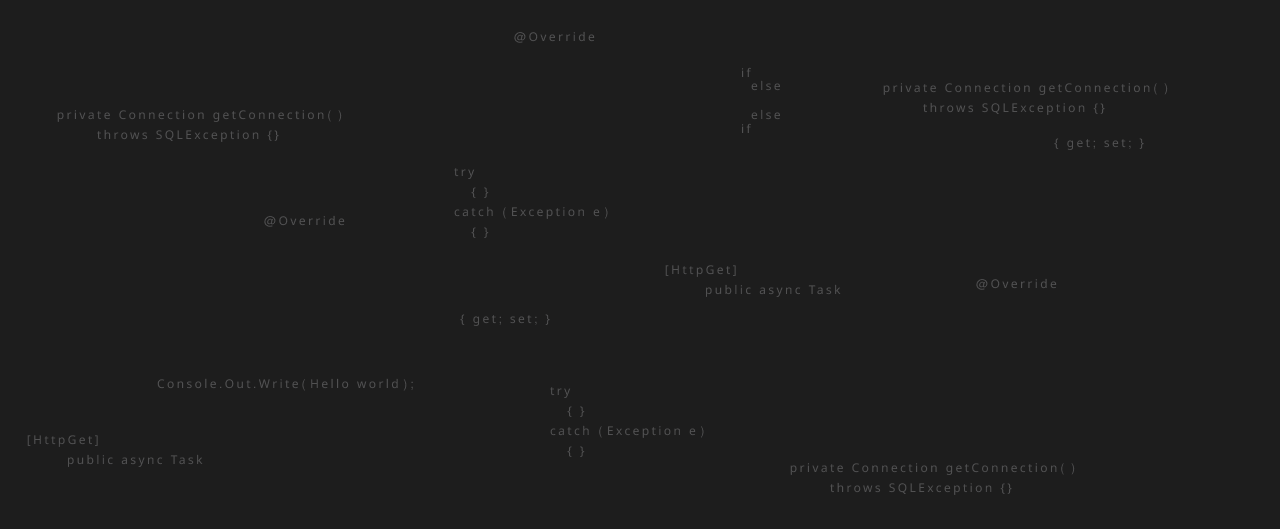 @Override
if
else
else
if
private Connection getConnection( )
throws SQLException {}
{ get; set; }
private Connection getConnection( )
throws SQLException {}
try
{ }
catch (Exception e)
{ }
@Override
[HttpGet]
public async Task
@Override
{ get; set; }
Console.Out.Write(Hello world);
try
{ }
catch (Exception e)
{ }
[HttpGet]
public async Task
private Connection getConnection( )
throws SQLException {}